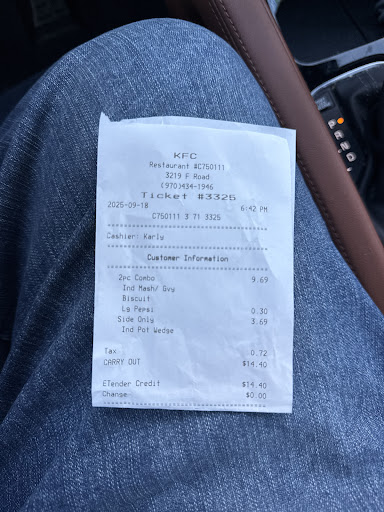 KFC
Restaurant #C750111
3219 F Road
(970)434-1946
Ticket #3325
2025-09-18 6:42 PM
C750111 3 71 3325
Cashier: Karly
Customer Information
2pc Combo 9.69
Ind Mash/ Gvy
Biscuit
Lg Pepsi 0.30
Side Only 3.69
Ind Pot Wedge
Tax 0.72
CARRY OUT $14.40
ETender Credit $14.40
Change $0.00